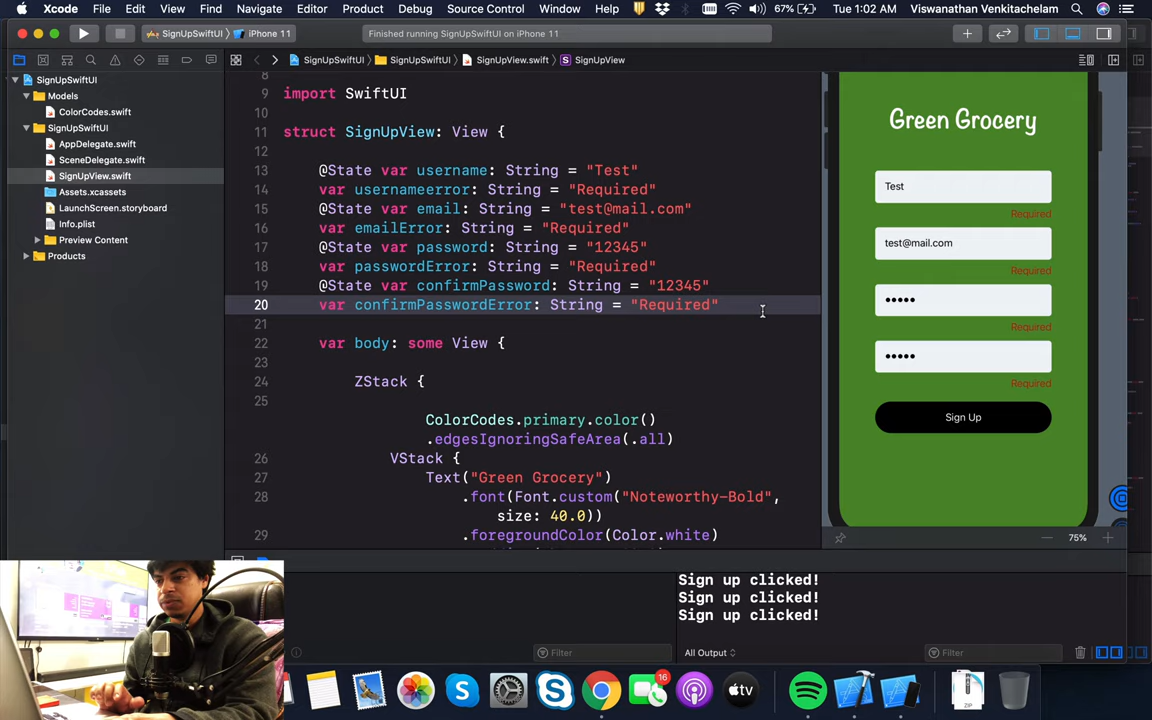 Xcode File Edit View Find Navigate Editor Product Debug Source Control Window Help 67% Tue 1:02 AM Viswanathan Venkitachelam
SignUpSwiftUI iPhone 11 Finished running SignUpSwiftUI on iPhone 11
SignUpSwiftUI SignUpSwiftUI SignUpView.swift SignUpView
SignUpSwiftUI
Models
ColorCodes.swift
SignUpSwiftUI
AppDelegate.swift
SceneDelegate.swift
SignUpView.swift
Assets.xcassets
LaunchScreen.storyboard
Info.plist
Preview Content
Products
8
9 import SwiftUI
10
11 struct SignUpView: View {
12
13 @State var username: String = "Test"
14 var usernameerror: String = "Required"
15 @State var email: String = "test@mail.com"
16 var emailError: String = "Required"
17 @State var password: String = "12345"
18 var passwordError: String = "Required"
19 @State var confirmPassword: String = "12345"
20 var confirmPasswordError: String = "Required"
21
22 var body: some View {
23
24 ZStack {
25
ColorCodes.primary.color()
.edgesIgnoringSafeArea(.all)
26 VStack {
27 Text("Green Grocery")
28 .font(Font.custom("Noteworthy-Bold",
size: 40.0))
29 .foregroundColor(Color.white)
Green Grocery
Test
Required
test@mail.com
Required
•••••
Required
•••••
Required
Sign Up
75%
Sign up clicked!
Sign up clicked!
Sign up clicked!
Filter
All Output
Filter
16
tv
ZIP